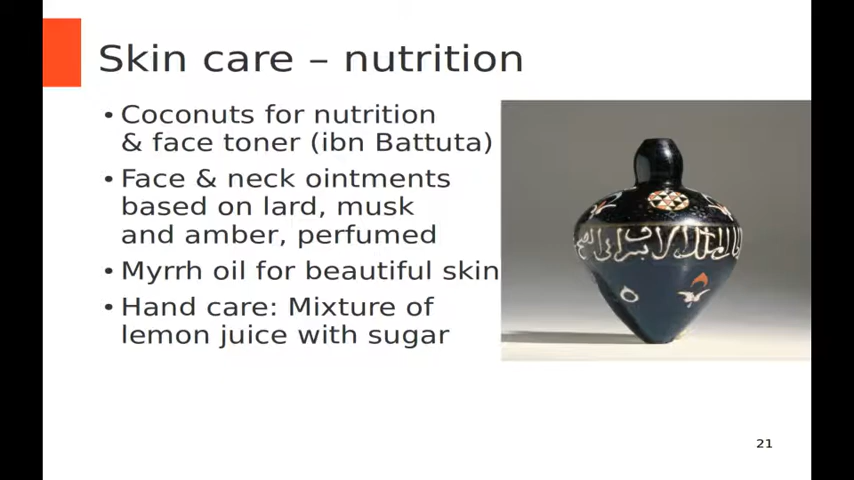 Skin care – nutrition
• Coconuts for nutrition
& face toner (ibn Battuta)
• Face & neck ointments
based on lard, musk
and amber, perfumed
• Myrrh oil for beautiful skin
• Hand care: Mixture of
lemon juice with sugar
21